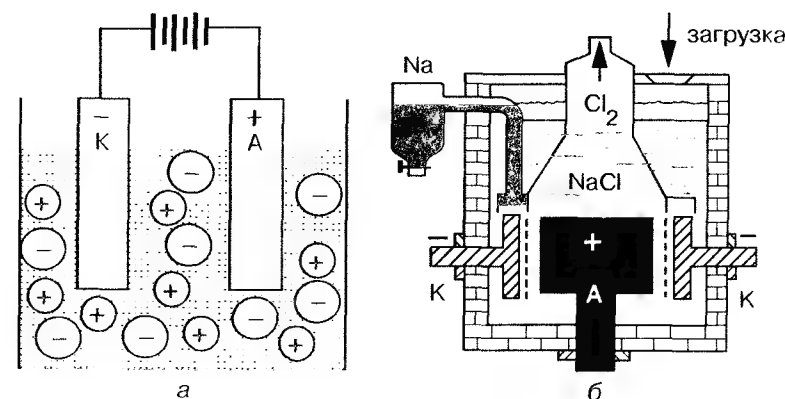 − +
К А
а
загрузка
Na
Cl₂
NaCl
− + −
К А К
б